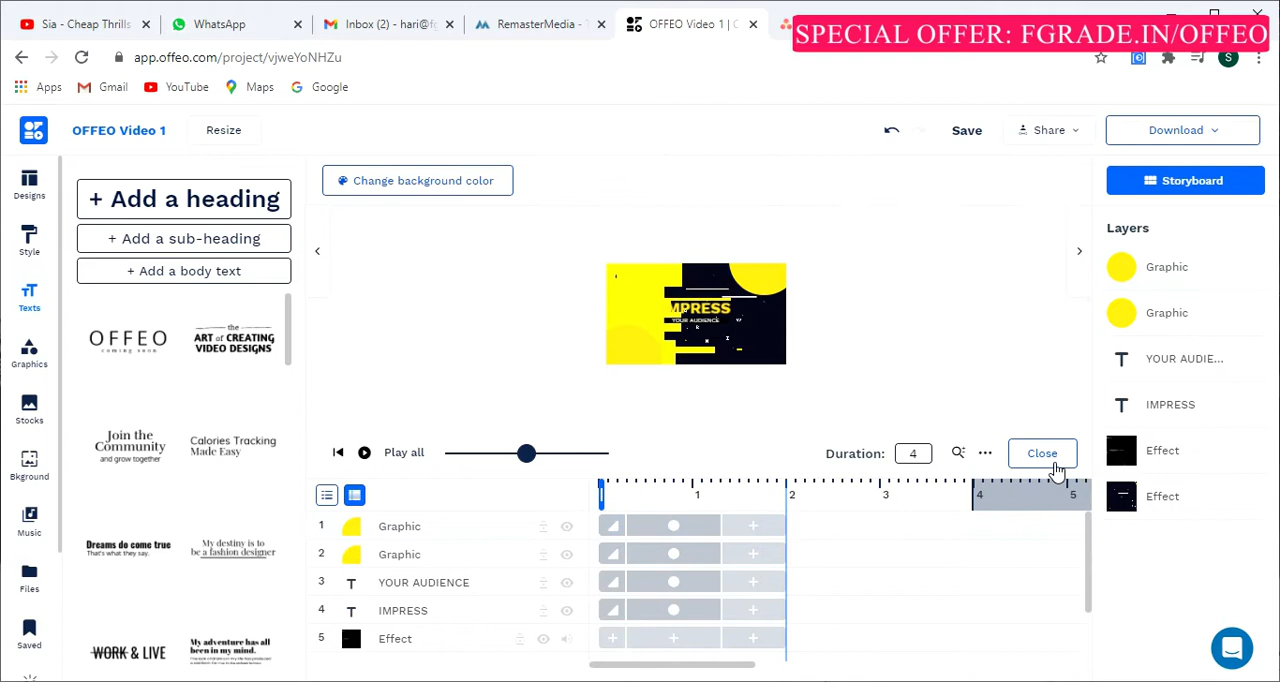 Sia - Cheap Thrills
WhatsApp
Inbox (2) - hari@fg
RemasterMedia -
OFFEO Video 1 |
SPECIAL OFFER: FGRADE.IN/OFFEO
app.offeo.com/project/vjweYoNHZu
S
Apps
Gmail
YouTube
Maps
Google
OFFEO Video 1
Resize
Save
Share
Download
Designs
Style
Texts
Graphics
Stocks
Bkground
Music
Files
Saved
+ Add a heading
+ Add a sub-heading
+ Add a body text
OFFEO
coming soon
the
ART of CREATING
VIDEO DESIGNS
Join the
Community
and grow together
Calories Tracking
Made Easy
Dreams do come true
That's what they say.
My destiny is to
be a fashion designer
WORK & LIVE
My adventure has all
been in my mind.
Change background color
IMPRESS
YOUR AUDIENCE
Storyboard
Layers
Graphic
Graphic
YOUR AUDIE...
IMPRESS
Effect
Effect
Play all
Duration: 4
Close
1 2 3 4 5
1 Graphic
2 Graphic
3 T YOUR AUDIENCE
4 T IMPRESS
5 Effect